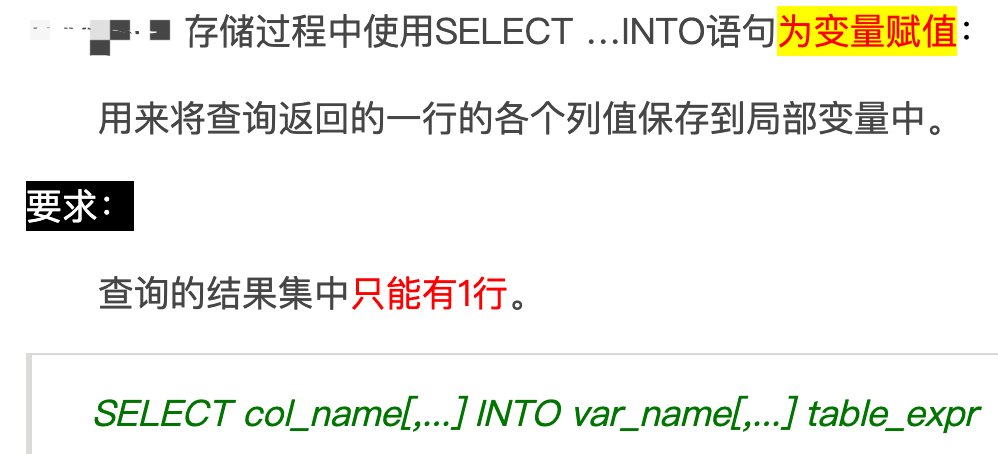 存储过程中使用SELECT …INTO语句为变量赋值：
用来将查询返回的一行的各个列值保存到局部变量中。
要求：
查询的结果集中只能有1行。
SELECT col_name[,...] INTO var_name[,...] table_expr